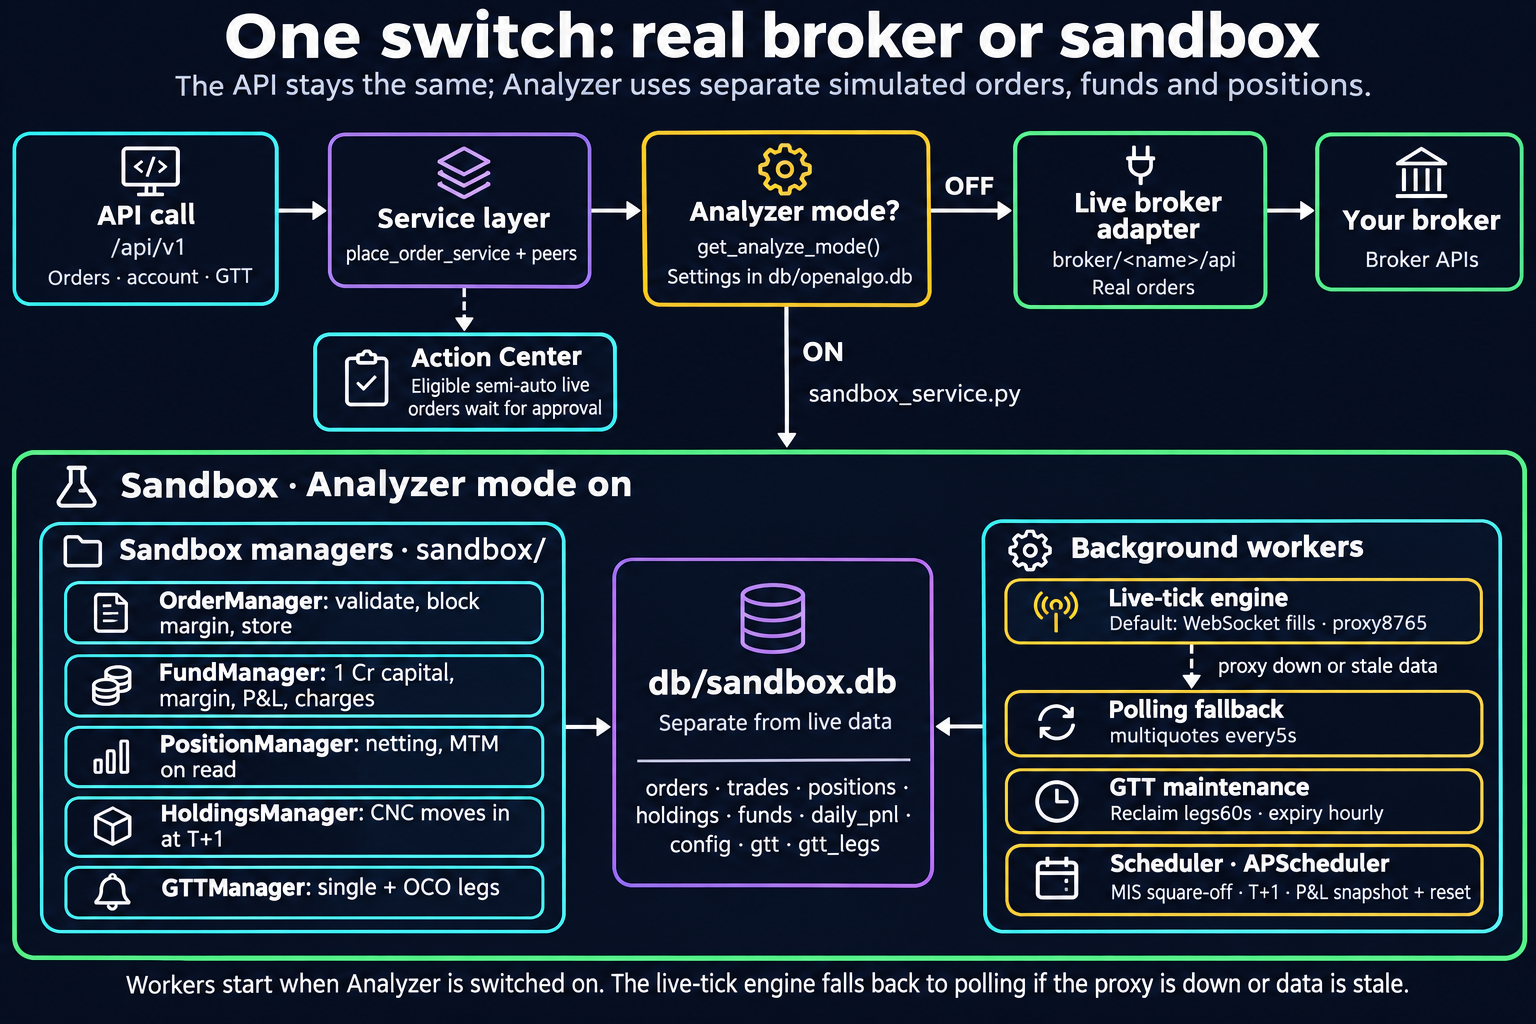 One switch: real broker or sandbox
The API stays the same; Analyzer uses separate simulated orders, funds and positions.
</>
API call
/api/v1
Orders · account · GTT
Service layer
place_order_service + peers
Analyzer mode?
get_analyze_mode()
Settings in db/openalgo.db
OFF
Live broker
adapter
broker/<name>/api
Real orders
Your broker
Broker APIs
Action Center
Eligible semi-auto live
orders wait for approval
ON
sandbox_service.py
Sandbox · Analyzer mode on
Sandbox managers · sandbox/
OrderManager: validate, block
margin, store
FundManager: 1 Cr capital,
margin, P&L, charges
PositionManager: netting, MTM
on read
HoldingsManager: CNC moves in
at T+1
GTTManager: single + OCO legs
db/sandbox.db
Separate from live data
orders · trades · positions ·
holdings · funds · daily_pnl ·
config · gtt · gtt_legs
Background workers
Live-tick engine
Default: WebSocket fills · proxy8765
proxy down or stale data
Polling fallback
multiquotes every5s
GTT maintenance
Reclaim legs60s · expiry hourly
Scheduler · APScheduler
MIS square-off · T+1 · P&L snapshot + reset
Workers start when Analyzer is switched on. The live-tick engine falls back to polling if the proxy is down or data is stale.